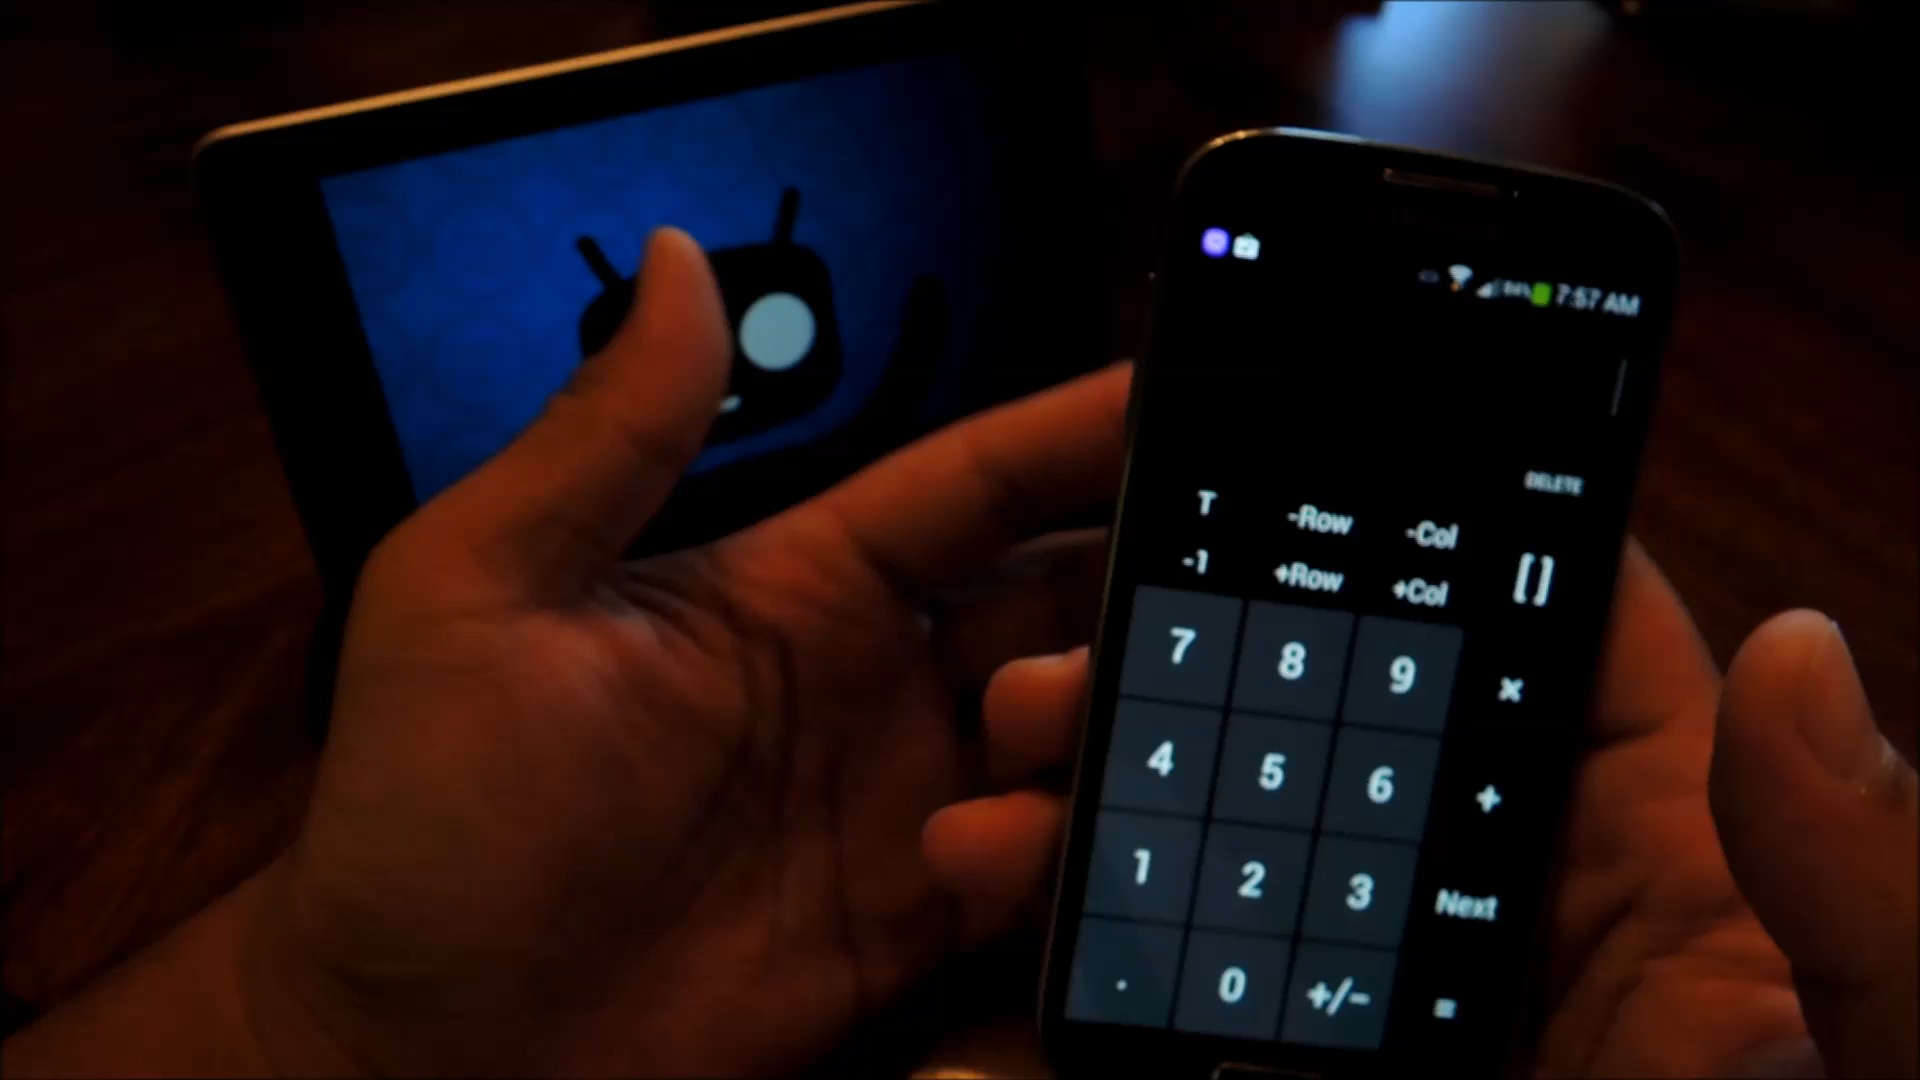 84% 7:57 AM
DELETE
T -Row -Col
-1 +Row +Col []
7 8 9 ×
4 5 6 +
1 2 3 Next
. 0 +/- =